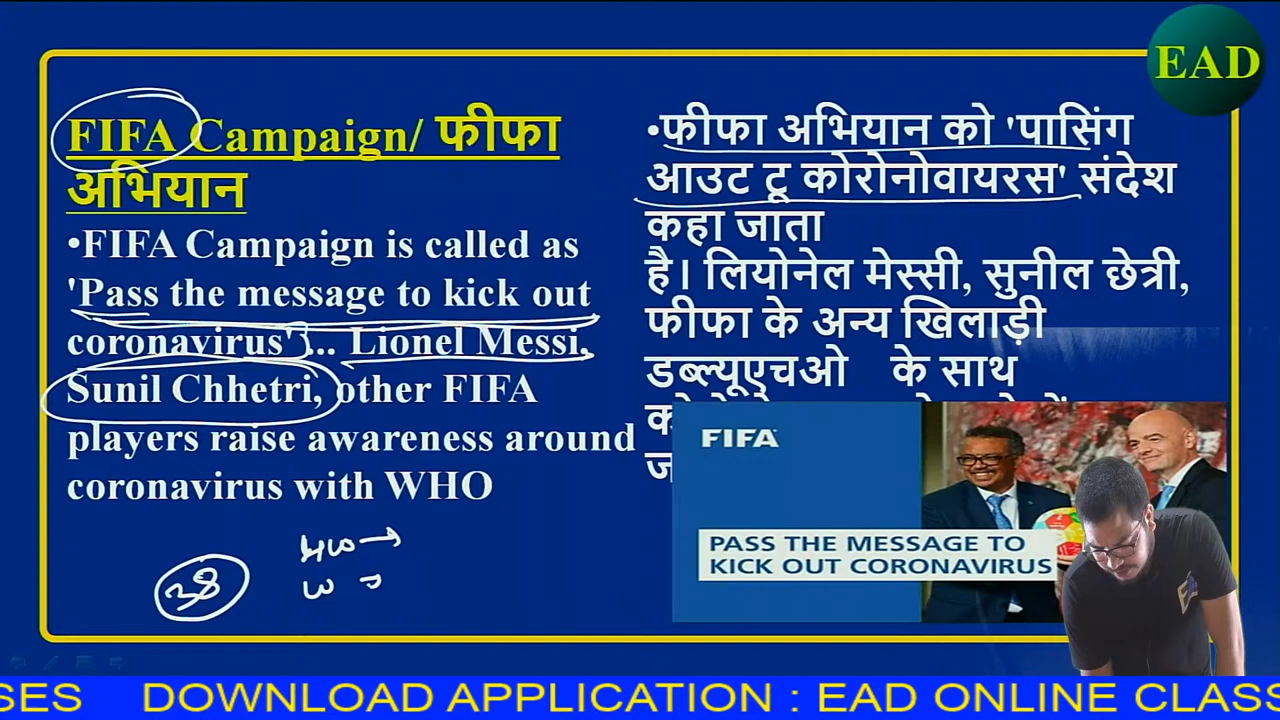 EAD
FIFA Campaign/ फीफा
अभियान
•FIFA Campaign is called as
'Pass the message to kick out
coronavirus'... Lionel Messi,
Sunil Chhetri, other FIFA
players raise awareness around
coronavirus with WHO
•फीफा अभियान को 'पासिंग
आउट टू कोरोनोवायरस' संदेश
कहा जाता
है। लियोनेल मेस्सी, सुनील छेत्री,
फीफा के अन्य खिलाड़ी
डब्ल्यूएचओ के साथ
FIFA
PASS THE MESSAGE TO
KICK OUT CORONAVIRUS
DOWNLOAD APPLICATION : EAD ONLINE